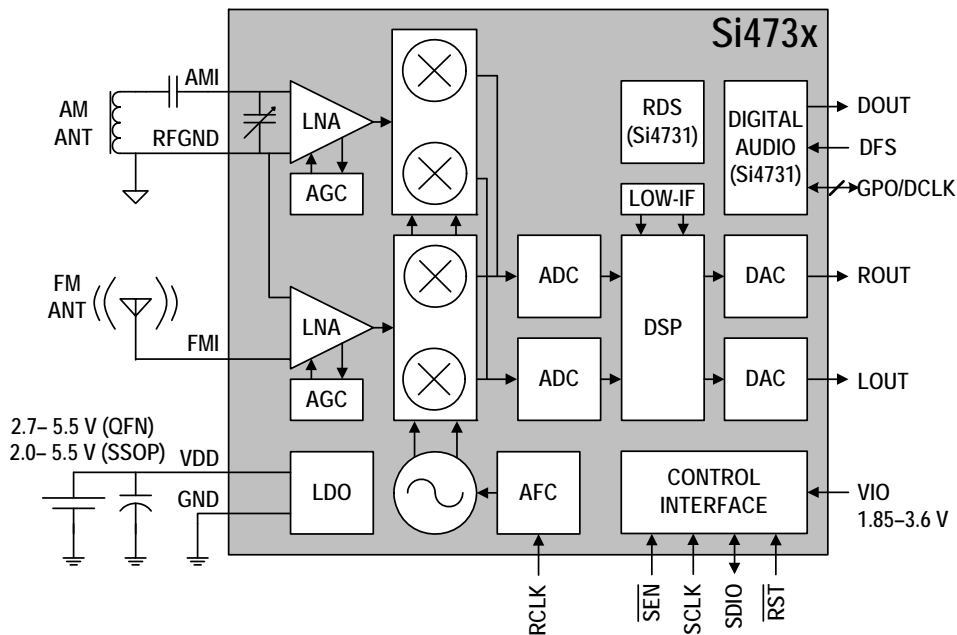 Si473x
AM
ANT
AMI
RFGND
LNA
AGC
RDS
(Si4731)
DIGITAL
AUDIO
(Si4731)
DOUT
DFS
GPO/DCLK
LOW-IF
FM
ANT
FMI
LNA
AGC
ADC
ADC
DSP
DAC
DAC
ROUT
LOUT
2.7– 5.5 V (QFN)
2.0– 5.5 V (SSOP)
VDD
GND
LDO
AFC
CONTROL
INTERFACE
VIO
1.85–3.6 V
RCLK
SEN
SCLK
SDIO
RST